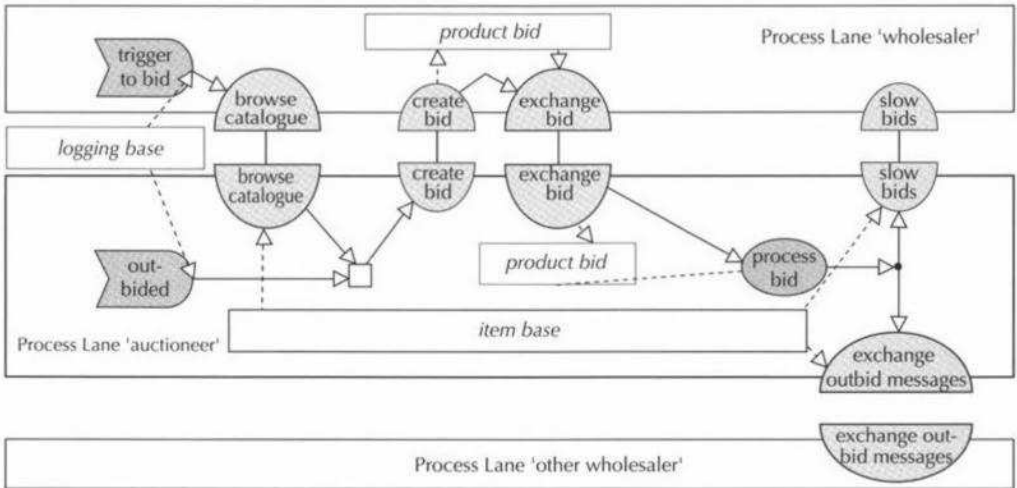 product bid
Process Lane 'wholesaler'
trigger
to bid
browse
catalogue
create
bid
exchange
bid
slow
bids
logging base
browse
catalogue
create
bid
exchange
bid
slow
bids
out-
bided
product bid
process
bid
item base
Process Lane 'auctioneer'
exchange
outbid messages
exchange out-
bid messages
Process Lane 'other wholesaler'